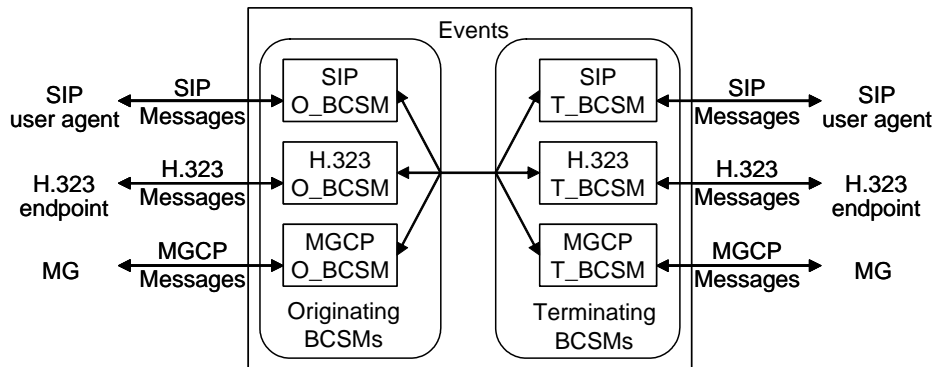 Events
SIP
user agent
SIP
Messages
SIP
O_BCSM
SIP
T_BCSM
SIP
Messages
SIP
user agent
H.323
endpoint
H.323
Messages
H.323
O_BCSM
H.323
T_BCSM
H.323
Messages
H.323
endpoint
MG
MGCP
Messages
MGCP
O_BCSM
MGCP
T_BCSM
MGCP
Messages
MG
Originating
BCSMs
Terminating
BCSMs